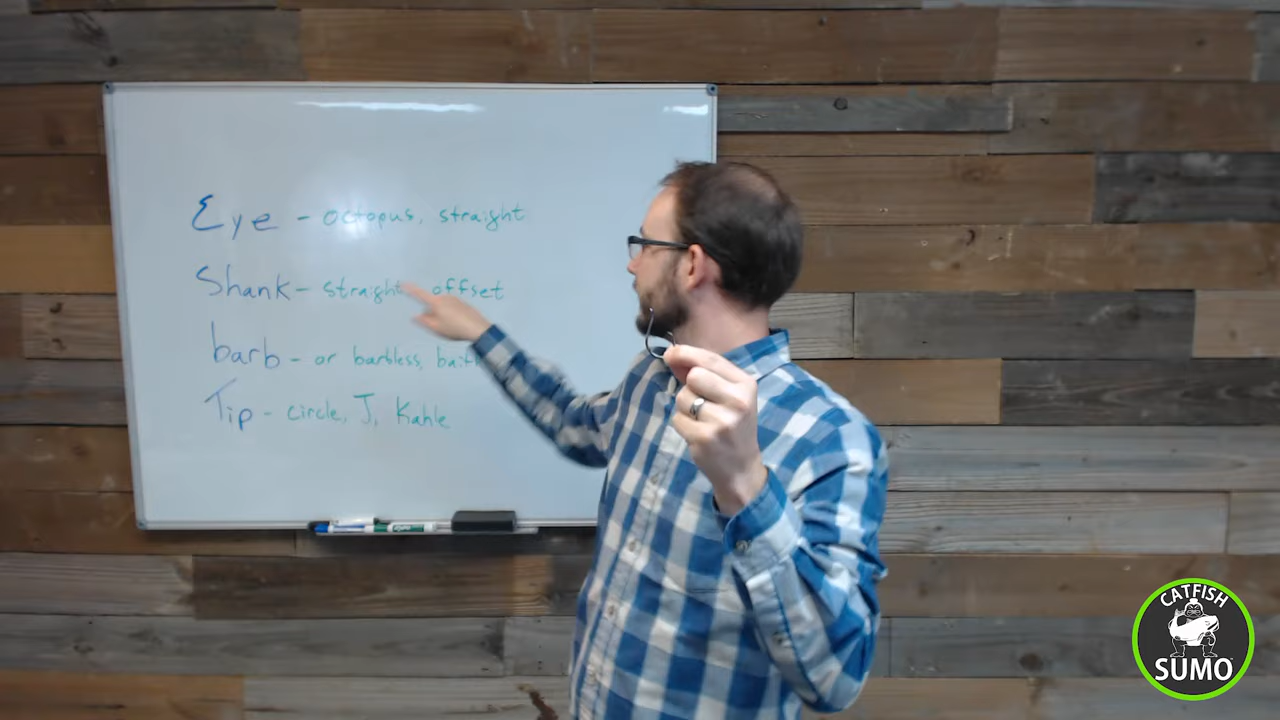 Eye - octopus, straight
Shank - straight offset
barb - or barbless, bait
Tip - circle, J, Kahle
CATFISH
SUMO